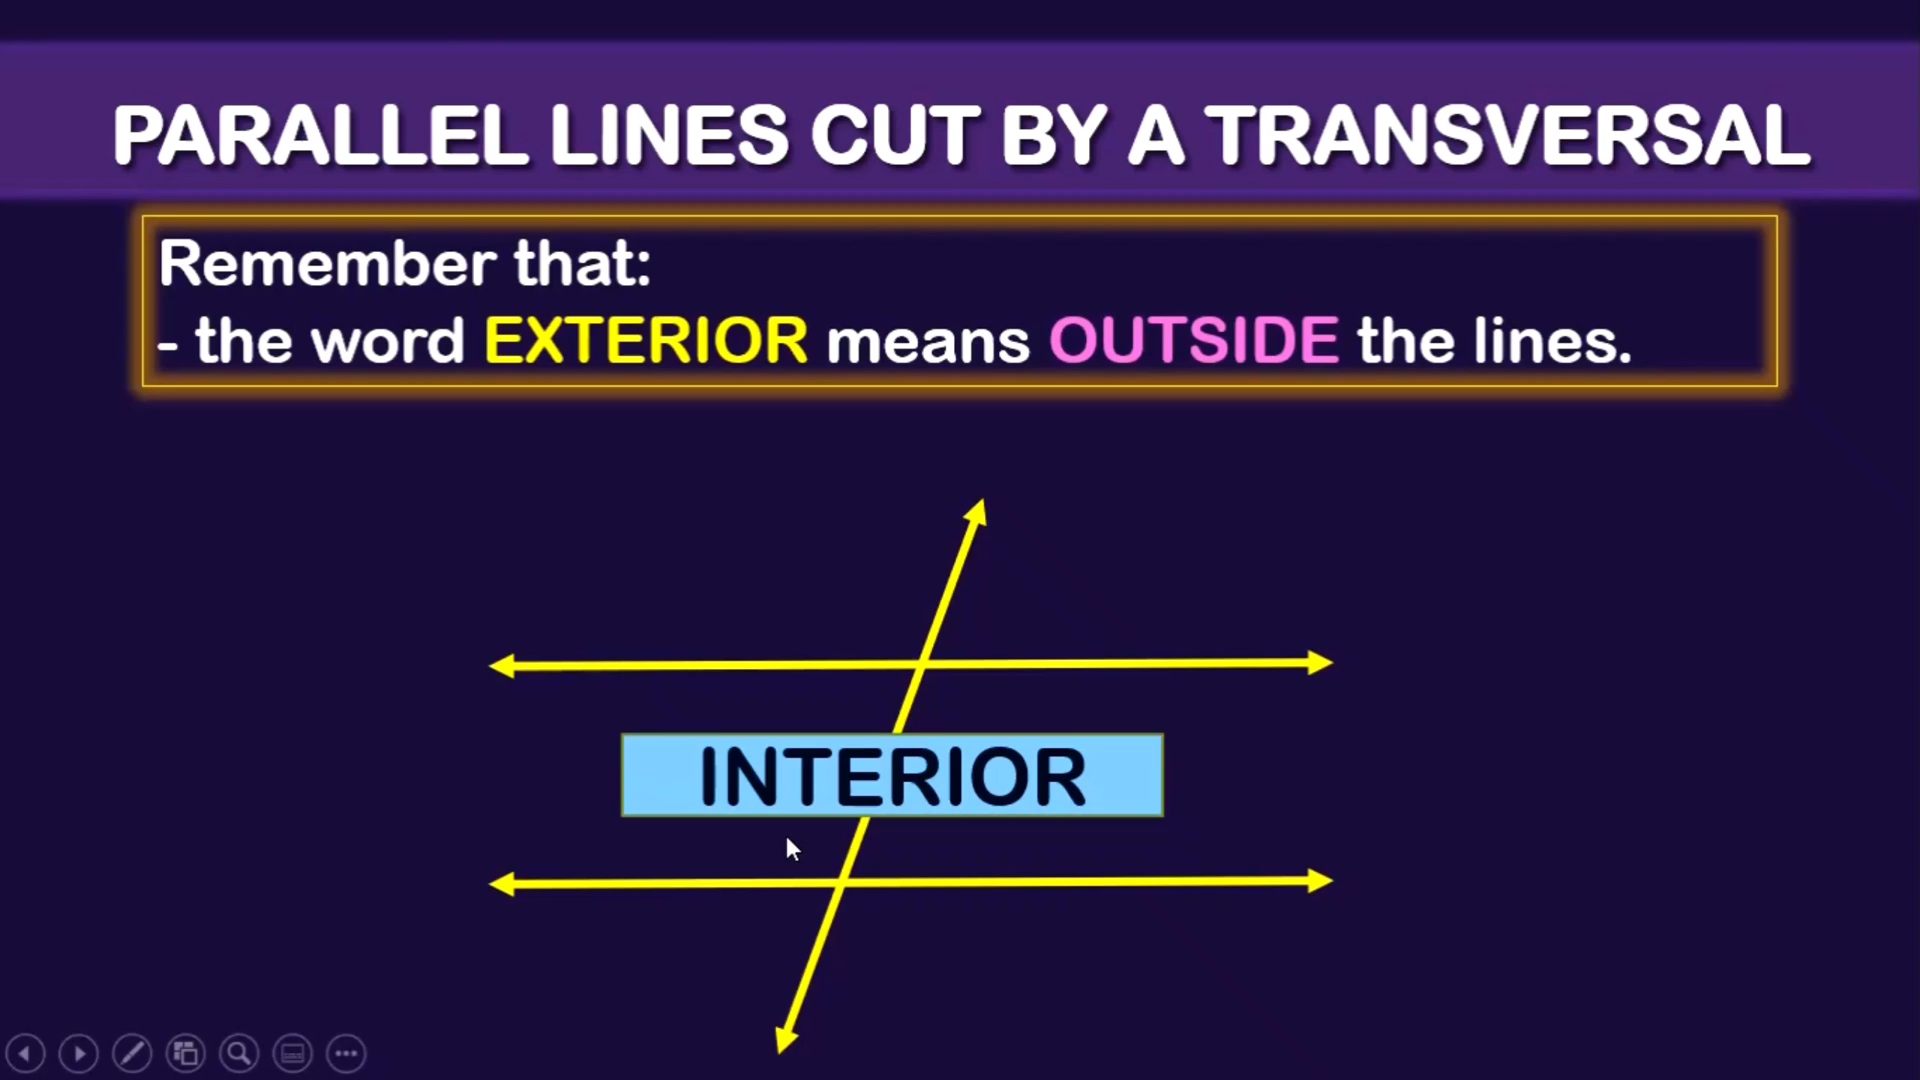 PARALLEL LINES CUT BY A TRANSVERSAL
Remember that:
- the word EXTERIOR means OUTSIDE the lines.
INTERIOR